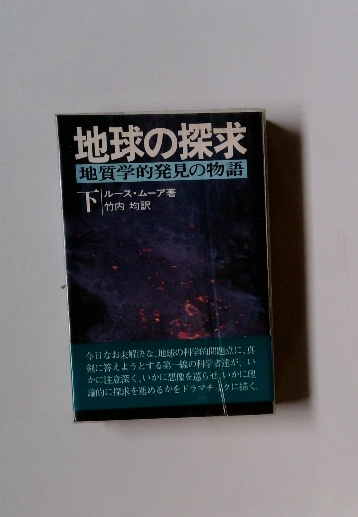 地球の探求
地質学的発見の物語
下
ルース・ムーア著
竹内 均訳
今日なお未解決な、地球の科学的問題点に、真
剣に答えようとする第一線の科学者達が、い
かに注意深く、いかに想像を巡らせ、いかに理
論的に探求を進めるかをドラマチックに描く。